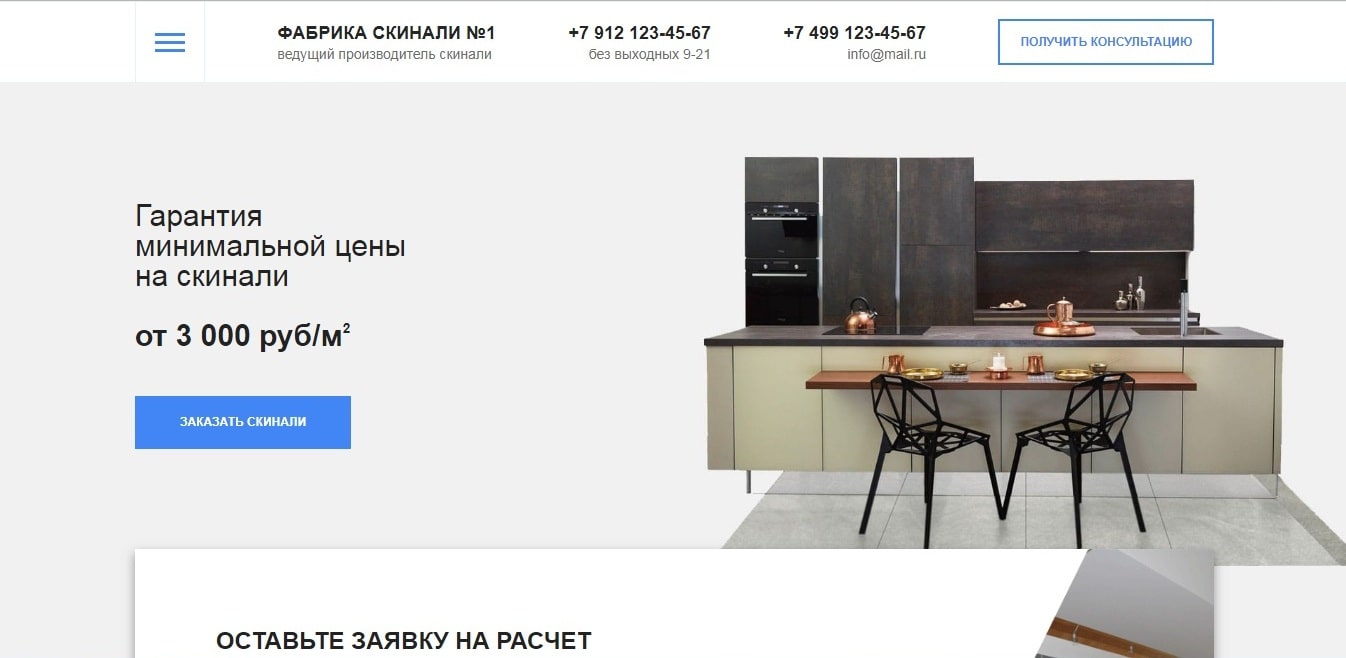 ФАБРИКА СКИНАЛИ №1
ведущий производитель скинали
+7 912 123-45-67
без выходных 9-21
+7 499 123-45-67
info@mail.ru
ПОЛУЧИТЬ КОНСУЛЬТАЦИЮ
Гарантия
минимальной цены
на скинали
от 3 000 руб/м²
ЗАКАЗАТЬ СКИНАЛИ
ОСТАВЬТЕ ЗАЯВКУ НА РАСЧЕТ